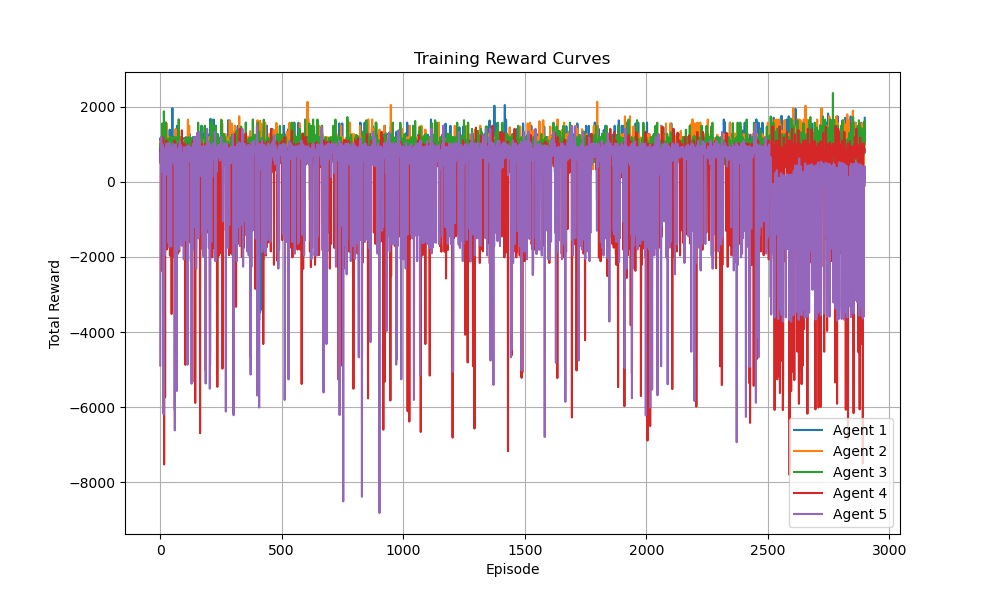 Training Reward Curves
Total Reward
2000
0
−2000
−4000
−6000
−8000
0
500
1000
1500
2000
2500
3000
Episode
Agent 1
Agent 2
Agent 3
Agent 4
Agent 5